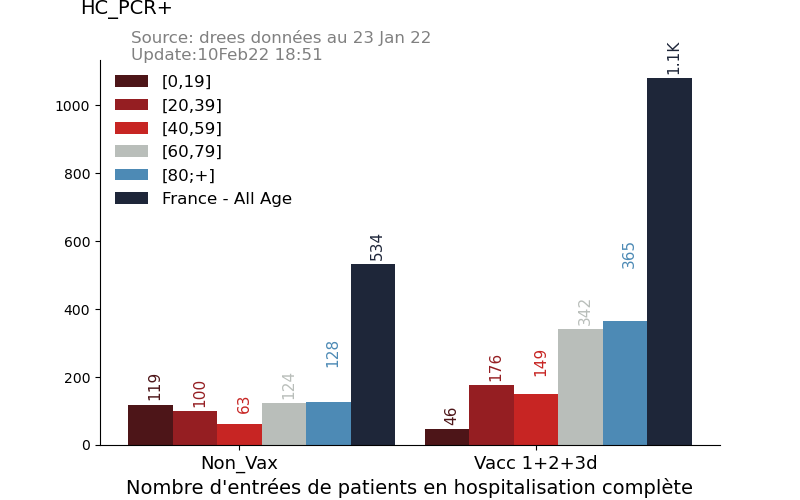 HC_PCR+
Source: drees données au 23 Jan 22
Update:10Feb22 18:51
[0,19]
[20,39]
[40,59]
[60,79]
[80;+]
France - All Age
1000
800
600
400
200
0
119
100
63
124
128
534
46
176
149
342
365
1.1K
Non_Vax
Vacc 1+2+3d
Nombre d'entrées de patients en hospitalisation complète